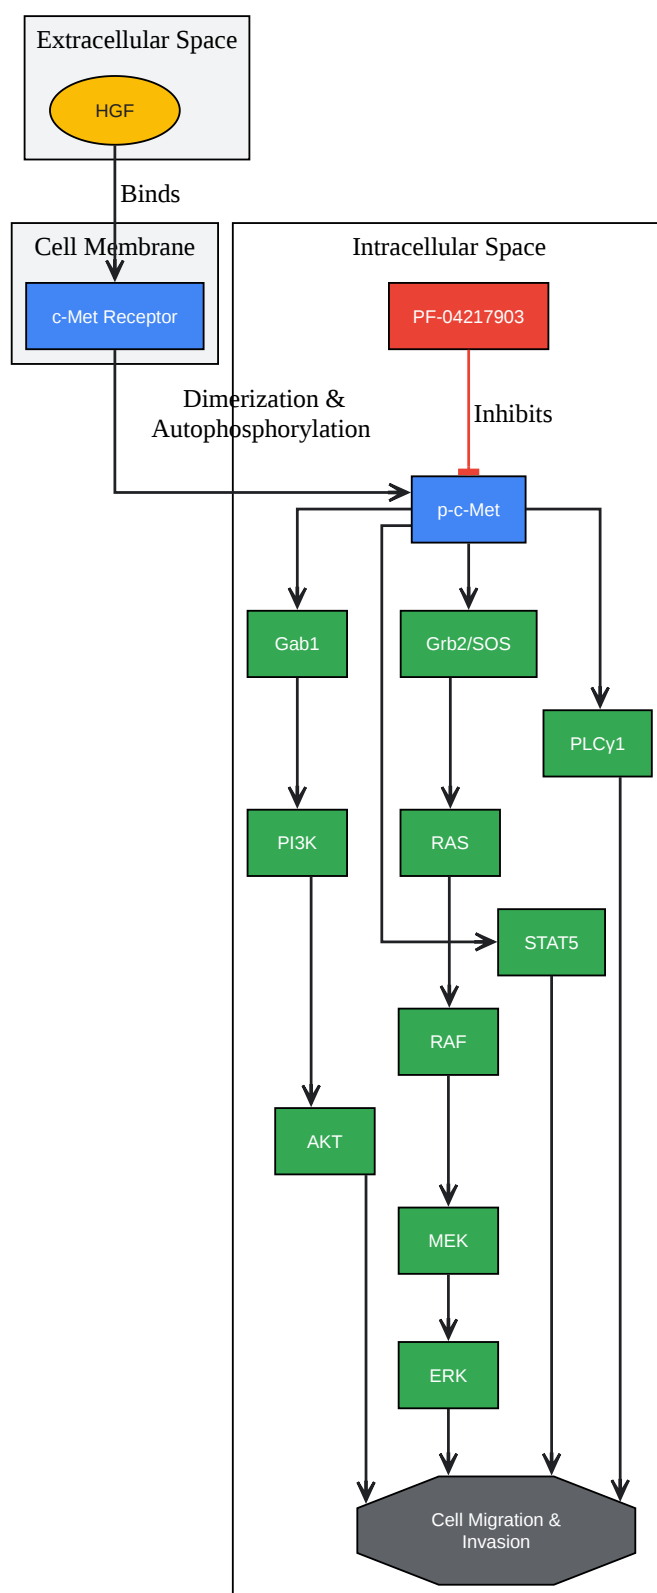 Extracellular Space
HGF
Binds
Cell Membrane
Intracellular Space
c-Met Receptor
PF-04217903
Dimerization &
Autophosphorylation
Inhibits
p-c-Met
Gab1
Grb2/SOS
PLCγ1
PI3K
RAS
STAT5
RAF
AKT
MEK
ERK
Cell Migration &
Invasion